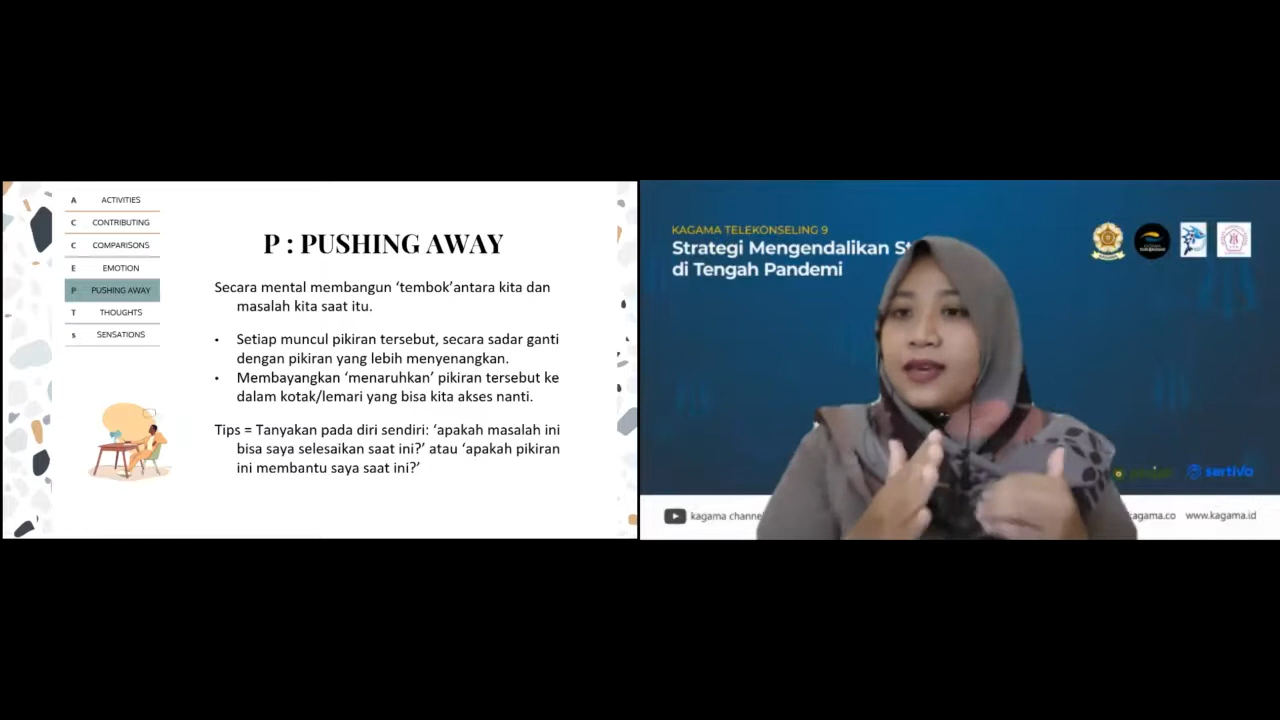 A ACTIVITIES
C CONTRIBUTING
C COMPARISONS
E EMOTION
P PUSHING AWAY
T THOUGHTS
s SENSATIONS
P : PUSHING AWAY
Secara mental membangun ‘tembok’antara kita dan
masalah kita saat itu.
• Setiap muncul pikiran tersebut, secara sadar ganti
dengan pikiran yang lebih menyenangkan.
• Membayangkan ‘menaruhkan’ pikiran tersebut ke
dalam kotak/lemari yang bisa kita akses nanti.
Tips = Tanyakan pada diri sendiri: ‘apakah masalah ini
bisa saya selesaikan saat ini?’ atau ‘apakah pikiran
ini membantu saya saat ini?’
KAGAMA TELEKONSELING 9
Strategi Mengendalikan St
di Tengah Pandemi
sertiva
kagama channel
kagama.co www.kagama.id